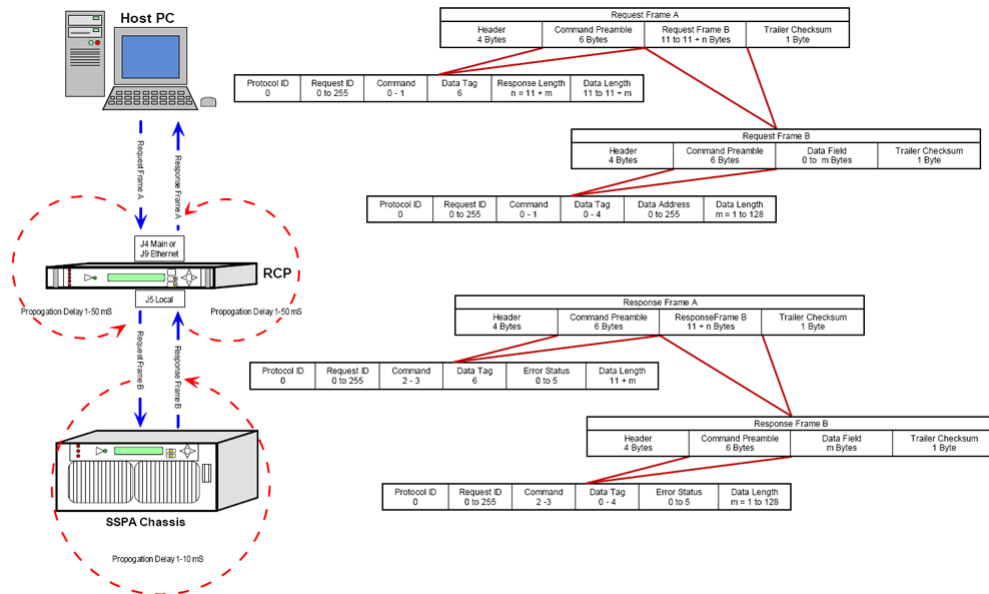 Host PC
Request Frame A
Header
4 Bytes
Command Preamble
6 Bytes
Request Frame B
11 to 11 + n Bytes
Trailer Checksum
1 Byte
Protocol ID
0
Request ID
0 to 255
Command
0 - 1
Data Tag
6
Response Length
n = 11 + m
Data Length
11 to 11 + m
Request Frame B
Header
4 Bytes
Command Preamble
6 Bytes
Data Field
0 to m Bytes
Trailer Checksum
1 Byte
Protocol ID
0
Request ID
0 to 255
Command
0 - 1
Data Tag
0 - 4
Data Address
0 to 255
Data Length
m = 1 to 128
Request Frame A
Response Frame A
J4 Main or
J9 Ethernet
RCP
J5 Local
Propogation Delay 1-50 mS
Propogation Delay 1-50 mS
Request Frame B
Response Frame B
Response Frame A
Header
4 Bytes
Command Preamble
6 Bytes
ResponseFrame B
11 + n Bytes
Trailer Checksum
1 Byte
Protocol ID
0
Request ID
0 to 255
Command
2 - 3
Data Tag
6
Error Status
0 to 5
Data Length
11 + m
Response Frame B
Header
4 Bytes
Command Preamble
6 Bytes
Data Field
m Bytes
Trailer Checksum
1 Byte
Protocol ID
0
Request ID
0 to 255
Command
2 -3
Data Tag
0 - 4
Error Status
0 to 5
Data Length
m = 1 to 128
SSPA Chassis
Propogation Delay 1-10 mS